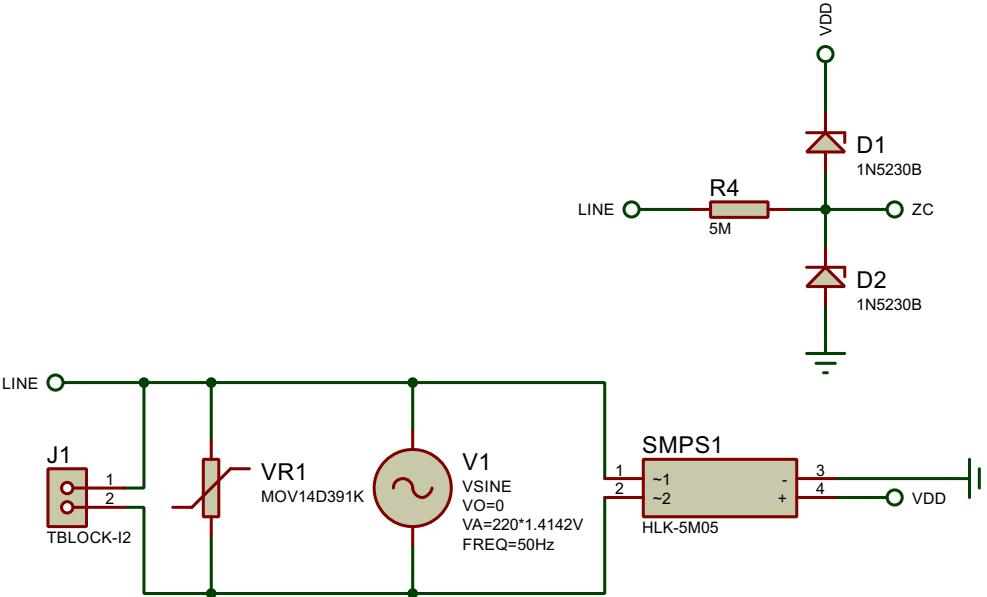 VDD
D1
1N5230B
R4
LINE
ZC
5M
D2
1N5230B
LINE
J1
1
2
TBLOCK-I2
VR1
MOV14D391K
V1
VSINE
VO=0
VA=220*1.4142V
FREQ=50Hz
SMPS1
1
2
~1
~2
-
+
3
4
HLK-5M05
VDD